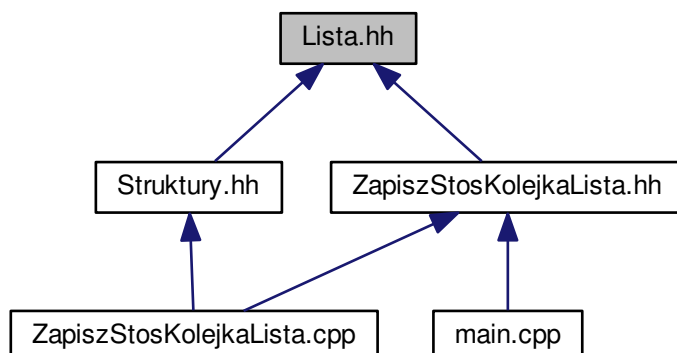 Lista.hh
Struktury.hh
ZapiszStosKolejkaLista.hh
ZapiszStosKolejkaLista.cpp
main.cpp